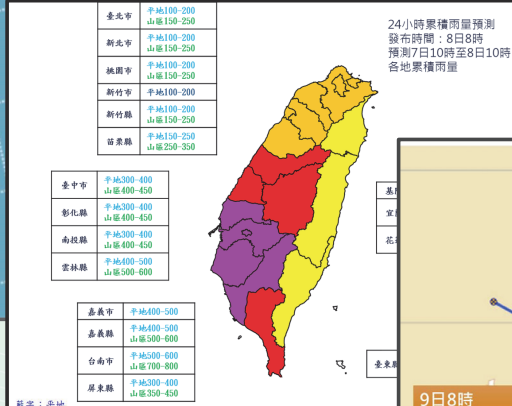 臺北市 平地100-200
山區150-250
新北市 平地100-200
山區150-250
桃園市 平地100-200
山區150-250
新竹市 平地100-200
新竹縣 平地100-200
山區150-250
苗栗縣 平地150-250
山區250-350
24小時累積雨量預測
發布時間：8日8時
預測7日10時至8日10時
各地累積雨量
臺中市 平地300-400
山區400-450
彰化縣 平地300-400
山區400-450
南投縣 平地300-400
山區400-450
雲林縣 平地400-500
山區500-600
嘉義市 平地400-500
嘉義縣 平地400-500
山區500-600
台南市 平地500-600
山區700-800
屏東縣 平地300-400
山區350-450
臺東縣
9日8時